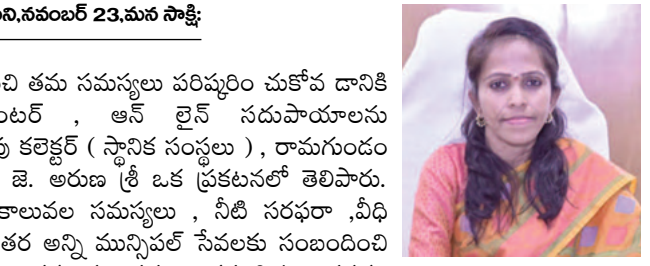 ని,నవంబర్ 23,మన సాక్షి:
చి తమ సమస్యలు పరిష్కరిం చుకోవ డానికి
ంటర్ , ఆన్ లైన్ సదుపాయాలను
పు కలెక్టర్ ( స్థానిక సంస్థలు ) , రామగుండం
జె. అరుణ శ్రీ ఒక ప్రకటనలో తెలిపారు.
కాలువల సమస్యలు , నీటి సరఫరా ,వీధి
తర అన్ని మున్సిపల్ సేవలకు సంబందించి